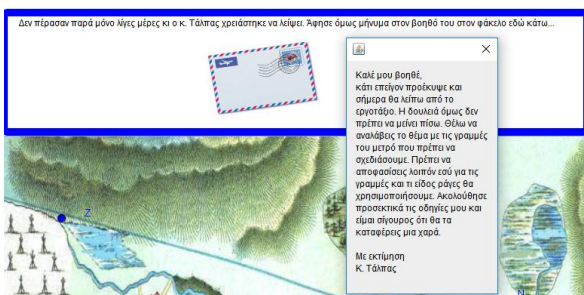 Δεν πέρασαν παρά μόνο λίγες μέρες κι ο κ. Τάλπας χρειάστηκε να λείψει. Άφησε όμως μήνυμα στον βοηθό του στον φάκελο εδώ κάτω...
Καλέ μου βοηθέ,
κάτι επείγον προέκυψε και
σήμερα θα λείπω από το
εργοτάξιο. Η δουλειά όμως δεν
πρέπει να μείνει πίσω. Θέλω να
αναλάβεις το θέμα με τις γραμμές
του μετρό που πρέπει να
σχεδιάσουμε. Πρέπει να
αποφασίσεις λοιπόν εσύ για τις
γραμμές και τι είδος ράγες θα
χρησιμοποιήσουμε. Ακολούθησε
προσεκτικά τις οδηγίες μου και
είμαι σίγουρος ότι θα τα
καταφέρεις μια χαρά.
Με εκτίμηση
Κ. Τάλπας
Z
N